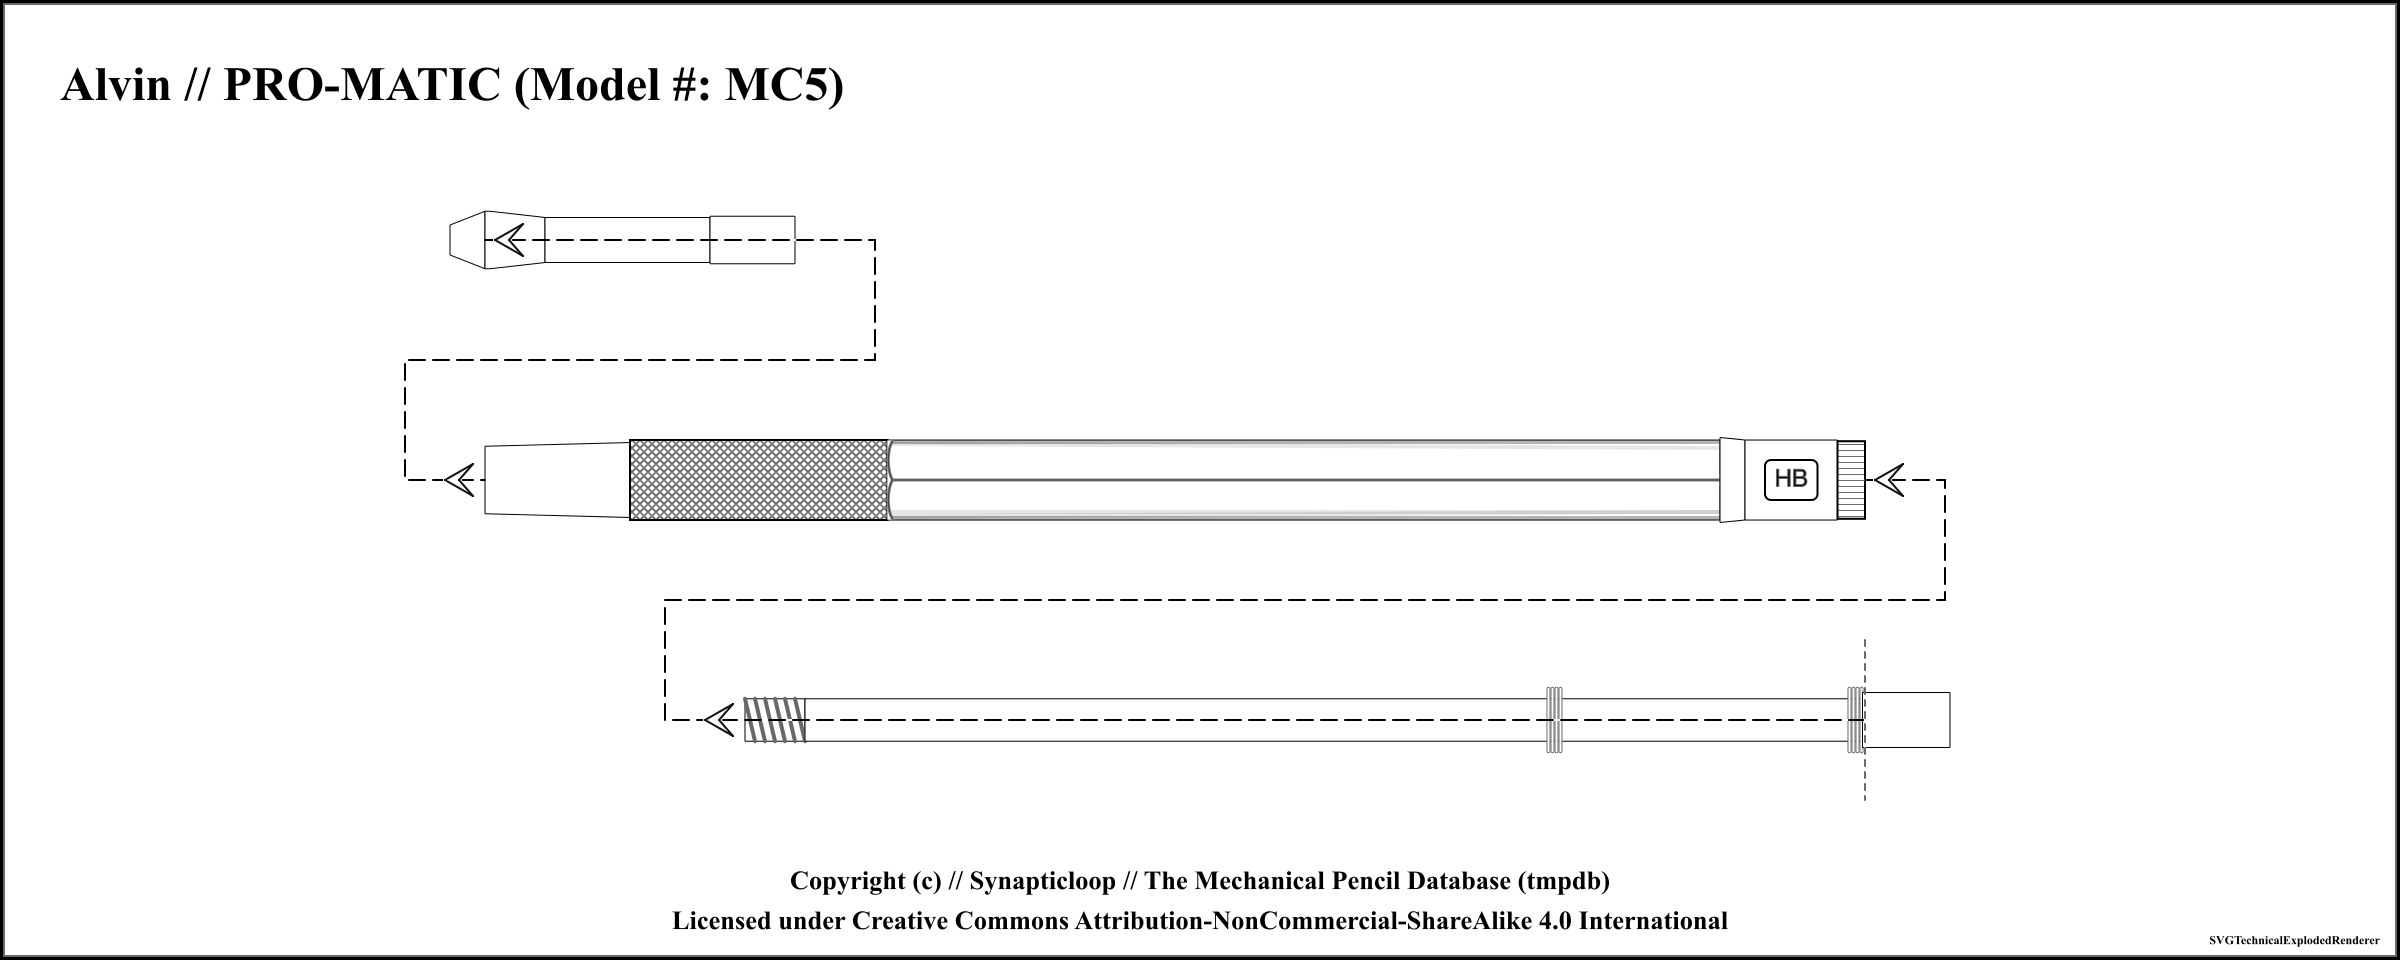 Alvin // PRO-MATIC (Model #: MC5)
HB
Copyright (c) // Synapticloop // The Mechanical Pencil Database (tmpdb)
Licensed under Creative Commons Attribution-NonCommercial-ShareAlike 4.0 International
SVGTechnicalExplodedRenderer